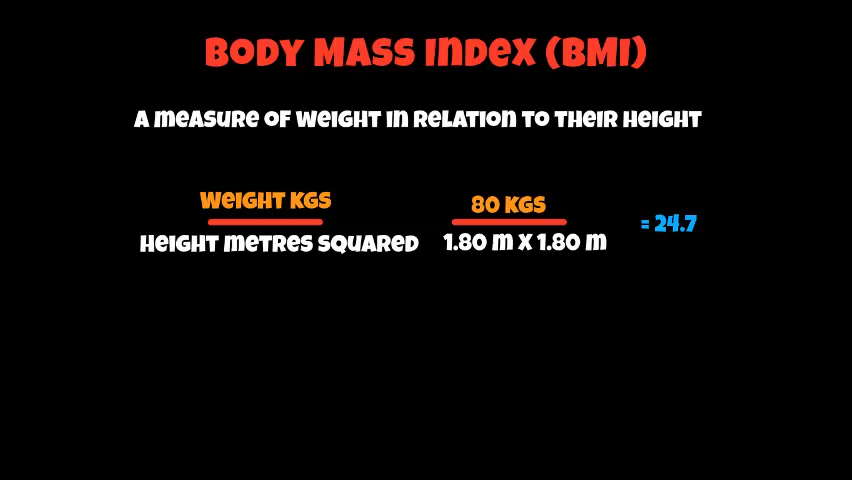 Body Mass Index (BMI)
A measure of weight in relation to their height
Weight kgs
Height metres squared
80 kgs
1.80 m x 1.80 m
= 24.7